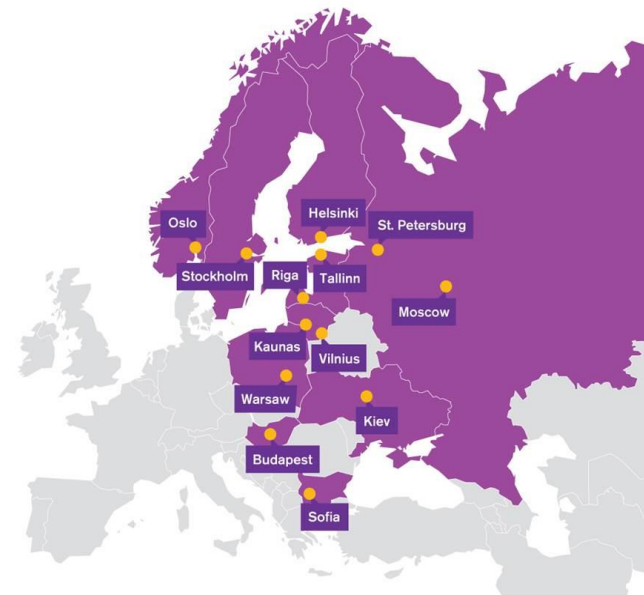 Oslo
Helsinki
St. Petersburg
Stockholm
Riga
Tallinn
Moscow
Kaunas
Vilnius
Warsaw
Kiev
Budapest
Sofia